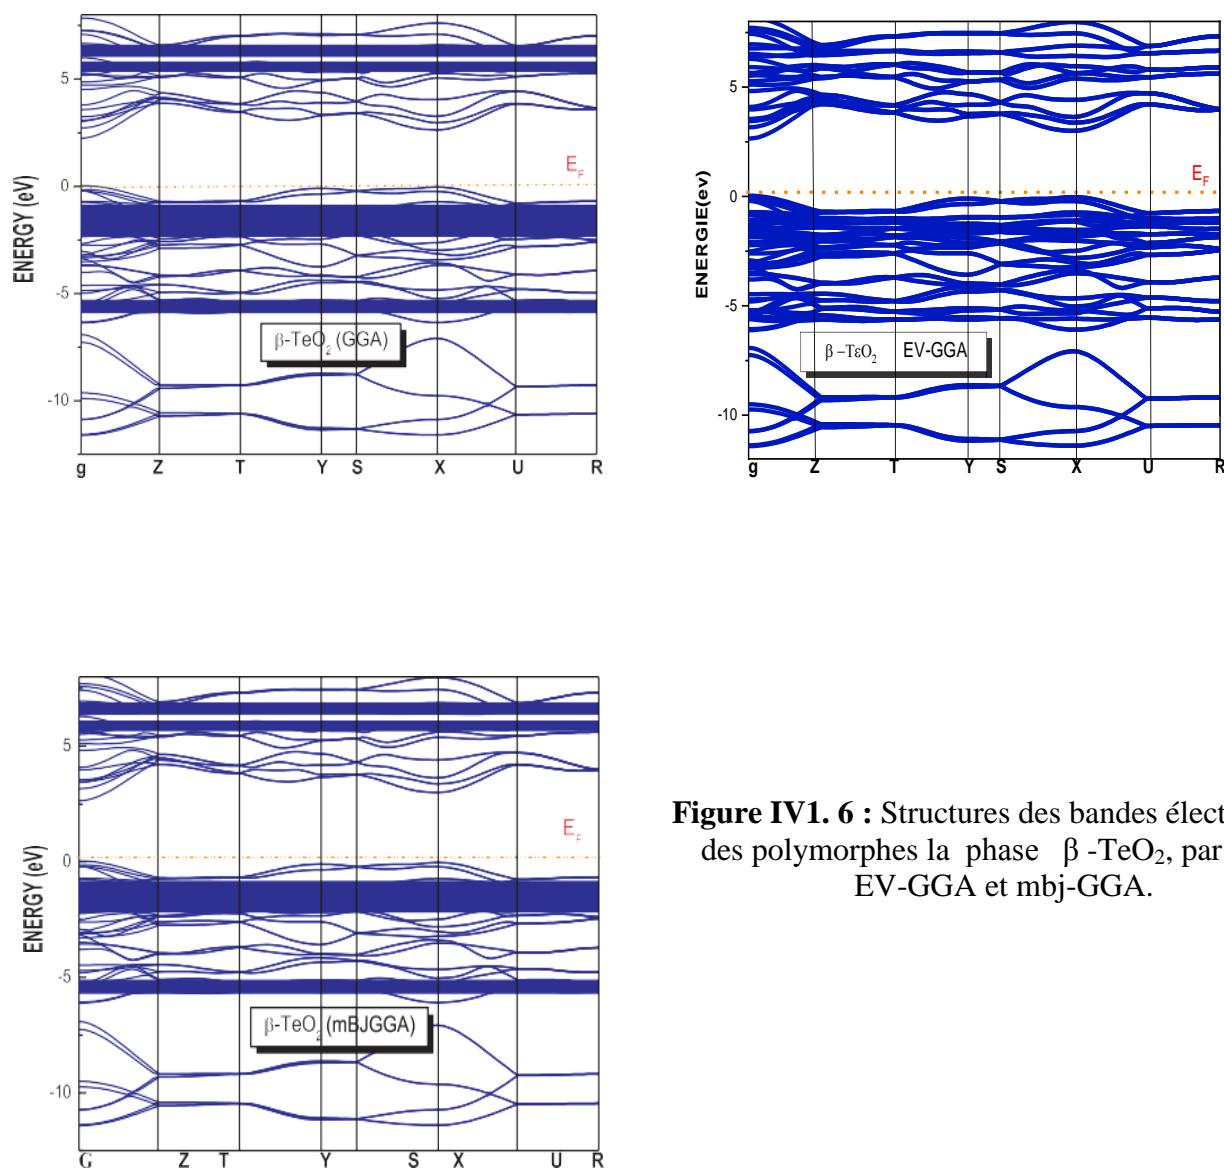 ENERGY (eV)
5
0
-5
-10
E_F
β-TeO₂ (GGA)
g Z T Y S X U R
ENERGIE(ev)
5
0
-5
-10
E_F
β –TεO₂ EV-GGA
g Z T Y S X U R
ENERGY (eV)
5
0
-5
-10
E_F
β-TeO₂ (mBJGGA)
G Z T Y S X U R
Figure IV1. 6 : Structures des bandes élect
des polymorphes la phase β -TeO₂, par
EV-GGA et mbj-GGA.